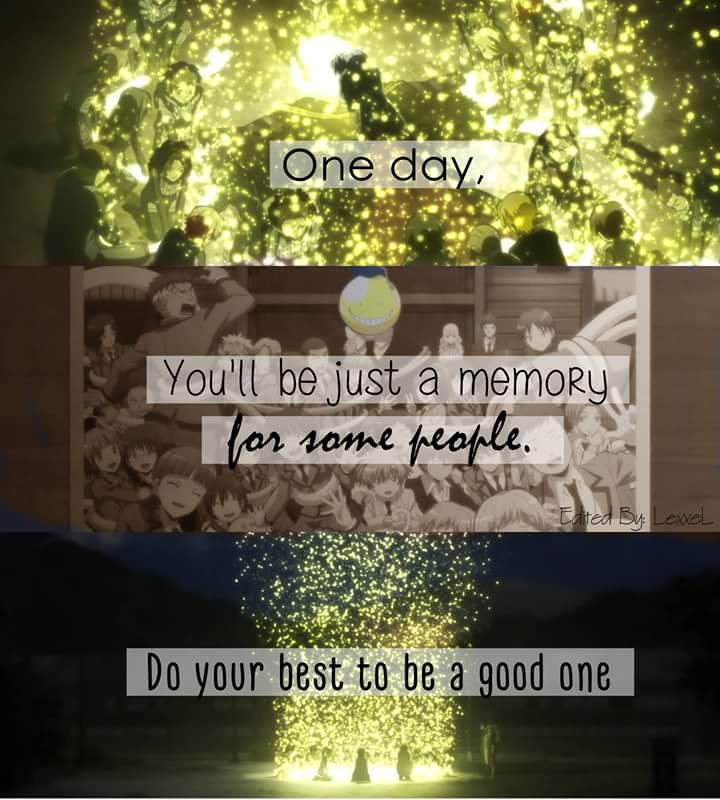 One day,
You'll be just a memory
for some people.
Edited By: LexxeL
Do your best to be a good one